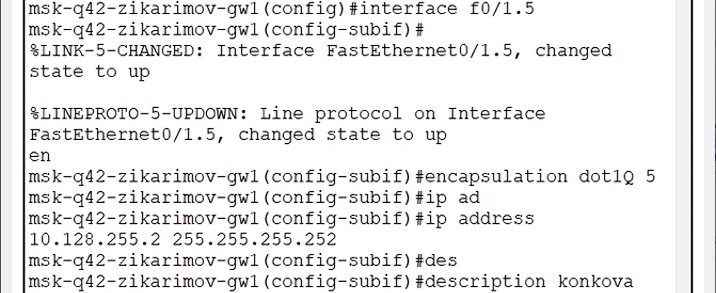 msk-q42-zikarimov-gw1(config)#interface f0/1.5
msk-q42-zikarimov-gw1(config-subif)#
%LINK-5-CHANGED: Interface FastEthernet0/1.5, changed
state to up
%LINEPROTO-5-UPDOWN: Line protocol on Interface
FastEthernet0/1.5, changed state to up
en
msk-q42-zikarimov-gw1(config-subif)#encapsulation dot1Q 5
msk-q42-zikarimov-gw1(config-subif)#ip ad
msk-q42-zikarimov-gw1(config-subif)#ip address
10.128.255.2 255.255.255.252
msk-q42-zikarimov-gw1(config-subif)#des
msk-q42-zikarimov-gw1(config-subif)#description konkova